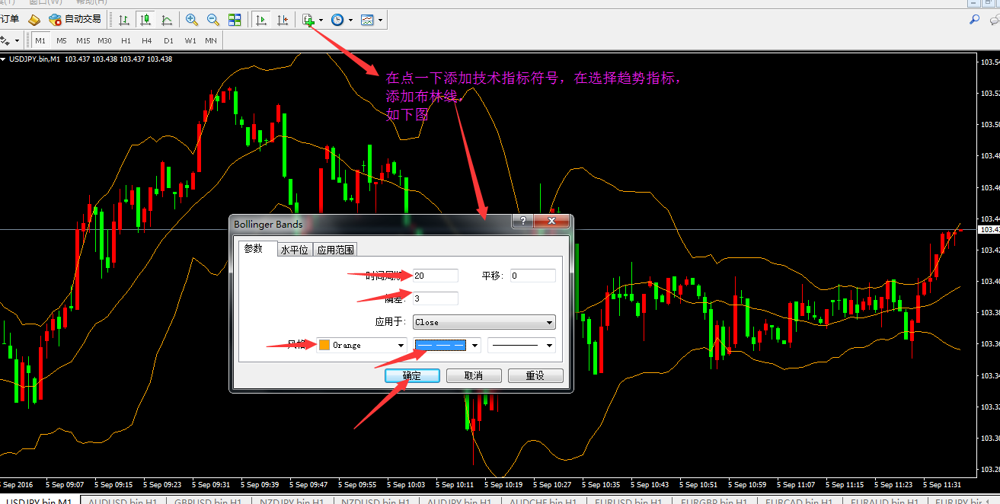 窗口(W)
帮助(H)
订单
自动交易
M1 M5 M15 M30 H1 H4 D1 W1 MN
USDJPY.bin,M1 103.437 103.438 103.437 103.438
在点一下添加技术指标符号，在选择趋势指标，
添加布林线，
如下图
Bollinger Bands
参数 水平位 应用范围
时间周期: 20 平移: 0
偏差: 3
应用于: Close
风格 Orange
确定 取消 重设
103.54
103.52
103.50
103.48
103.46
103.44
103.43
103.42
103.40
103.38
103.36
103.34
103.32
103.30
103.28
5 Sep 2016 5 Sep 09:07 5 Sep 09:15 5 Sep 09:23 5 Sep 09:31 5 Sep 09:39 5 Sep 09:47 5 Sep 09:55 5 Sep 10:03 5 Sep 10:11 5 Sep 10:19 5 Sep 10:27 5 Sep 10:35 5 Sep 10:43 5 Sep 10:51 5 Sep 10:59 5 Sep 11:07 5 Sep 11:15 5 Sep 11:23 5 Sep 11:31
USDJPY.bin,M1 AUDUSD.bin,H1 GBPUSD.bin,H1 NZDJPY.bin,H1 NZDUSD.bin,H1 AUDJPY.bin,H1 AUDCHF.bin,H1 EURUSD.bin,H1 EURGBP.bin,H1 EURCAD.bin,H1 EURAUD.bin,H1